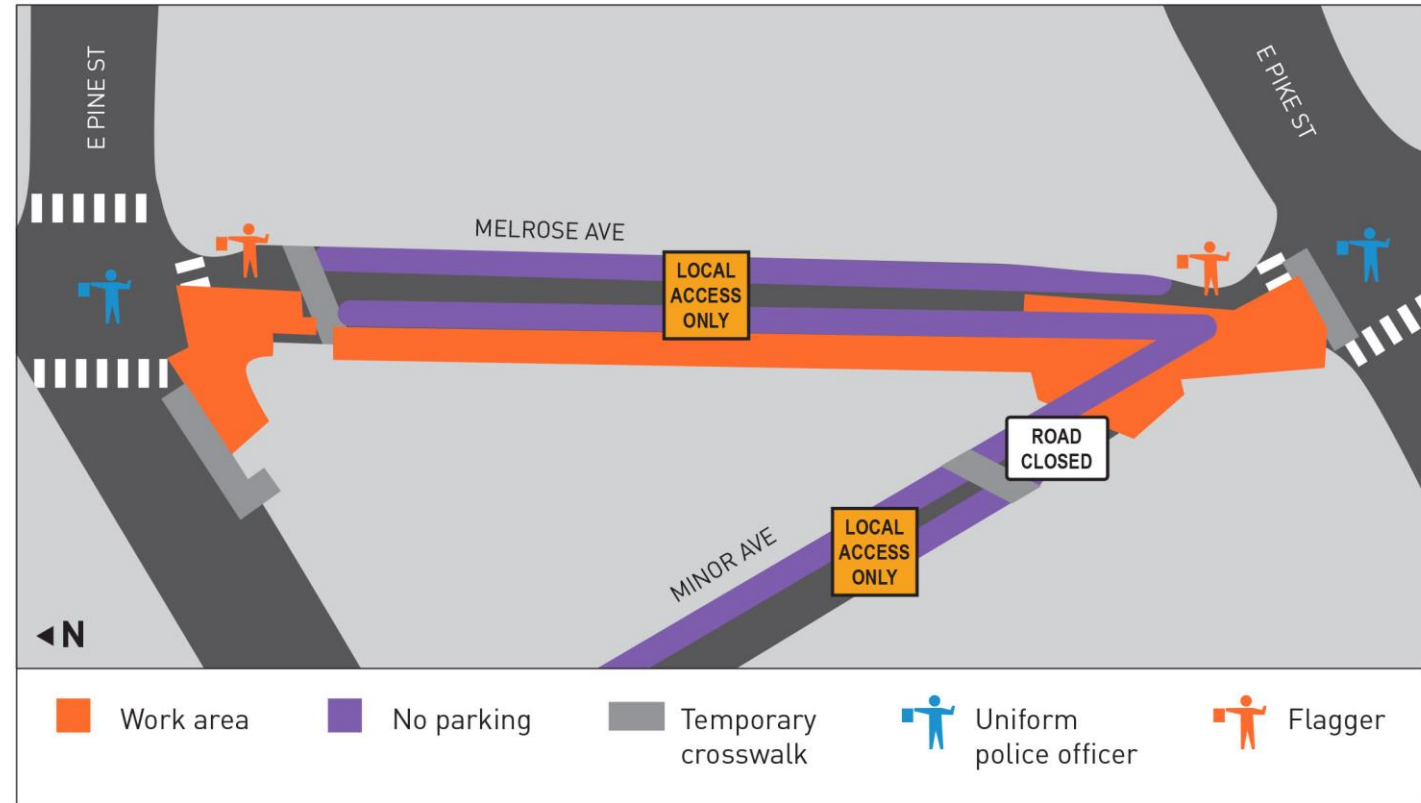 E PINE ST
E PIKE ST
MELROSE AVE
LOCAL
ACCESS
ONLY
ROAD
CLOSED
LOCAL
ACCESS
ONLY
MINOR AVE
N
Work area
No parking
Temporary
crosswalk
Uniform
police officer
Flagger